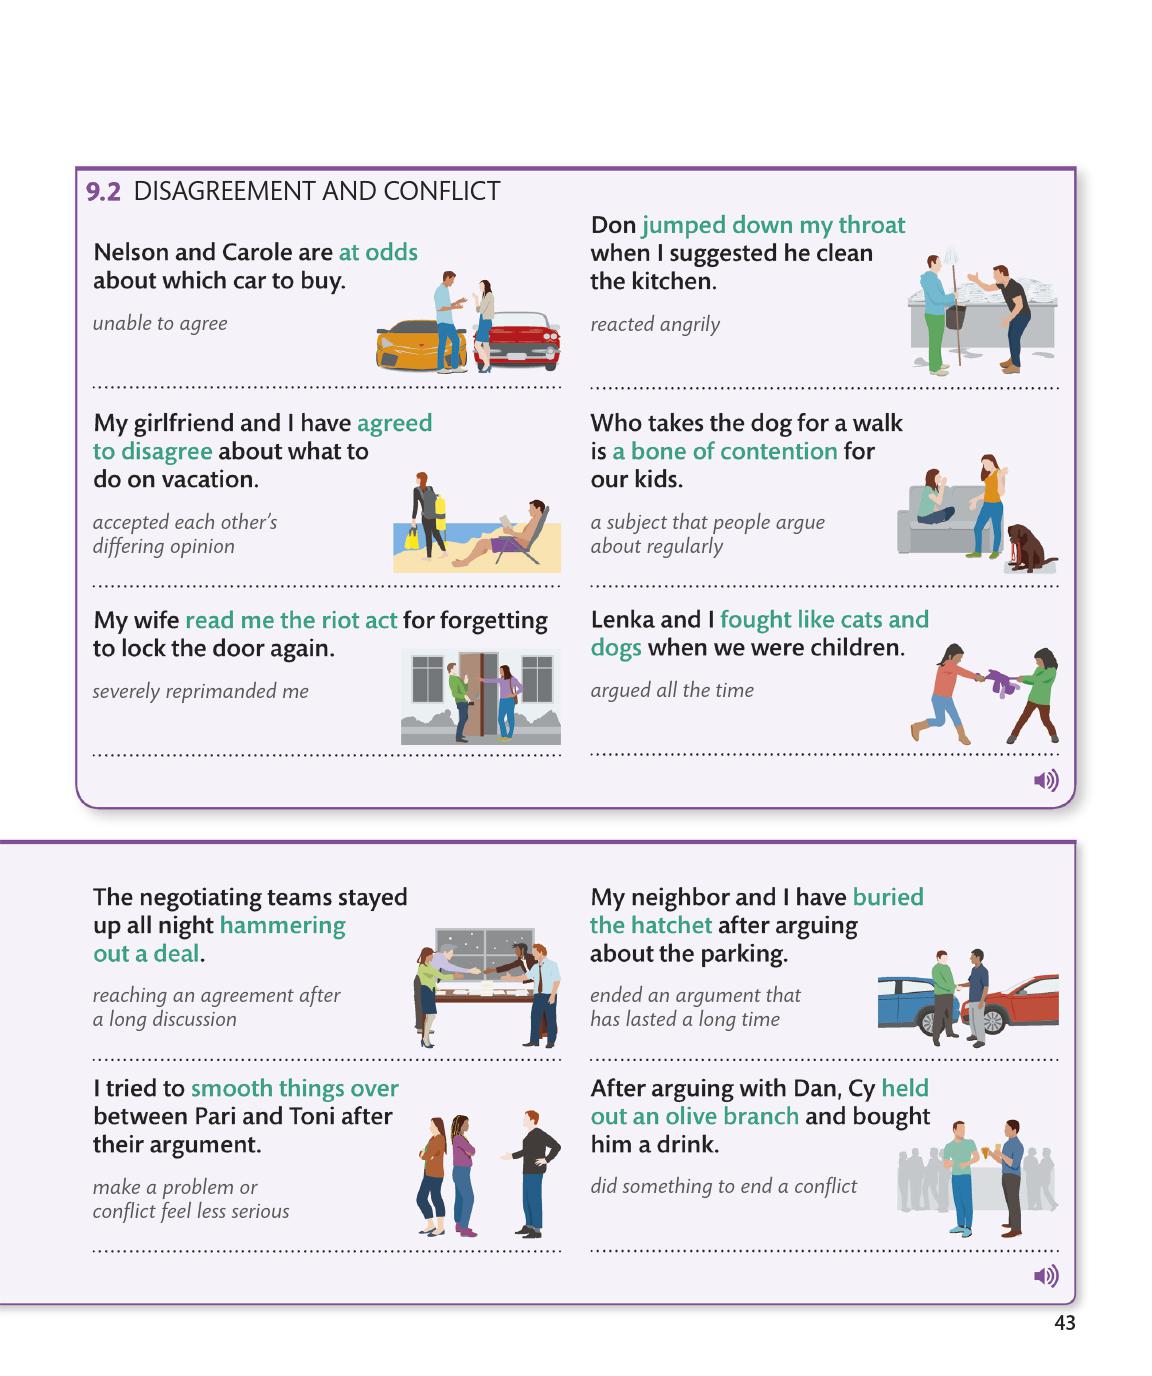 9.2 DISAGREEMENT AND CONFLICT
Nelson and Carole are at odds
about which car to buy.
unable to agree
Don jumped down my throat
when I suggested he clean
the kitchen.
reacted angrily
My girlfriend and I have agreed
to disagree about what to
do on vacation.
accepted each other's
differing opinion
Who takes the dog for a walk
is a bone of contention for
our kids.
a subject that people argue
about regularly
My wife read me the riot act for forgetting
to lock the door again.
severely reprimanded me
Lenka and I fought like cats and
dogs when we were children.
argued all the time
The negotiating teams stayed
up all night hammering
out a deal.
reaching an agreement after
a long discussion
My neighbor and I have buried
the hatchet after arguing
about the parking.
ended an argument that
has lasted a long time
I tried to smooth things over
between Pari and Toni after
their argument.
make a problem or
conflict feel less serious
After arguing with Dan, Cy held
out an olive branch and bought
him a drink.
did something to end a conflict
43